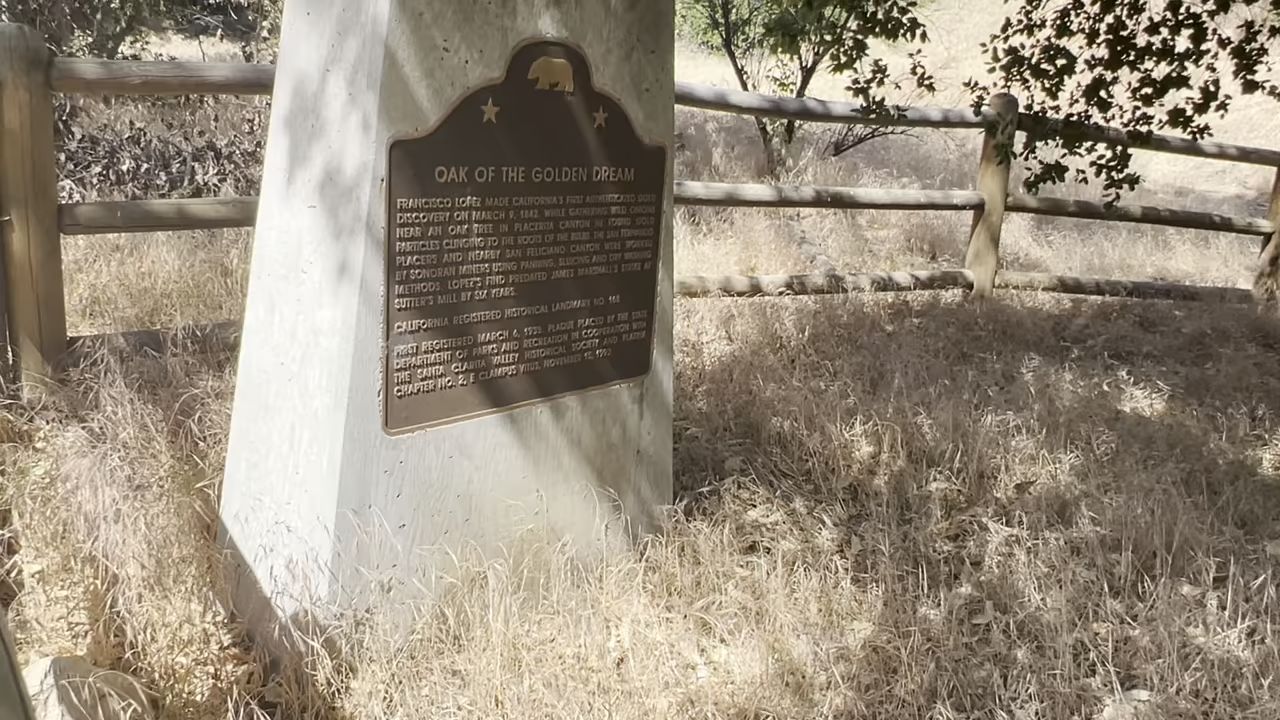 OAK OF THE GOLDEN DREAM
FRANCISCO LOPEZ MADE CALIFORNIA'S FIRST AUTHENTICATED GOLD
DISCOVERY ON MARCH 9, 1842. WHILE GATHERING WILD ONIONS
NEAR AN OAK TREE IN PLACERITA CANYON HE FOUND GOLD
PARTICLES CLINGING TO THE ROOTS OF THE BULBS. THE SAN FERNANDO
PLACERS AND NEARBY SAN FELICIANO CANYON WERE WORKED
BY SONORAN MINERS USING PANNING, SLUICING AND DRY WASHING
METHODS. LOPEZ'S FIND PREDATED JAMES MARSHALL'S STRIKE AT
SUTTER'S MILL BY SIX YEARS.
CALIFORNIA REGISTERED HISTORICAL LANDMARK NO. 168
FIRST REGISTERED MARCH 6, 1935. PLAQUE PLACED BY THE STATE
DEPARTMENT OF PARKS AND RECREATION IN COOPERATION WITH
THE SANTA CLARITA VALLEY HISTORICAL SOCIETY AND PLATRIX
CHAPTER NO. 2, E CLAMPUS VITUS, NOVEMBER 12,